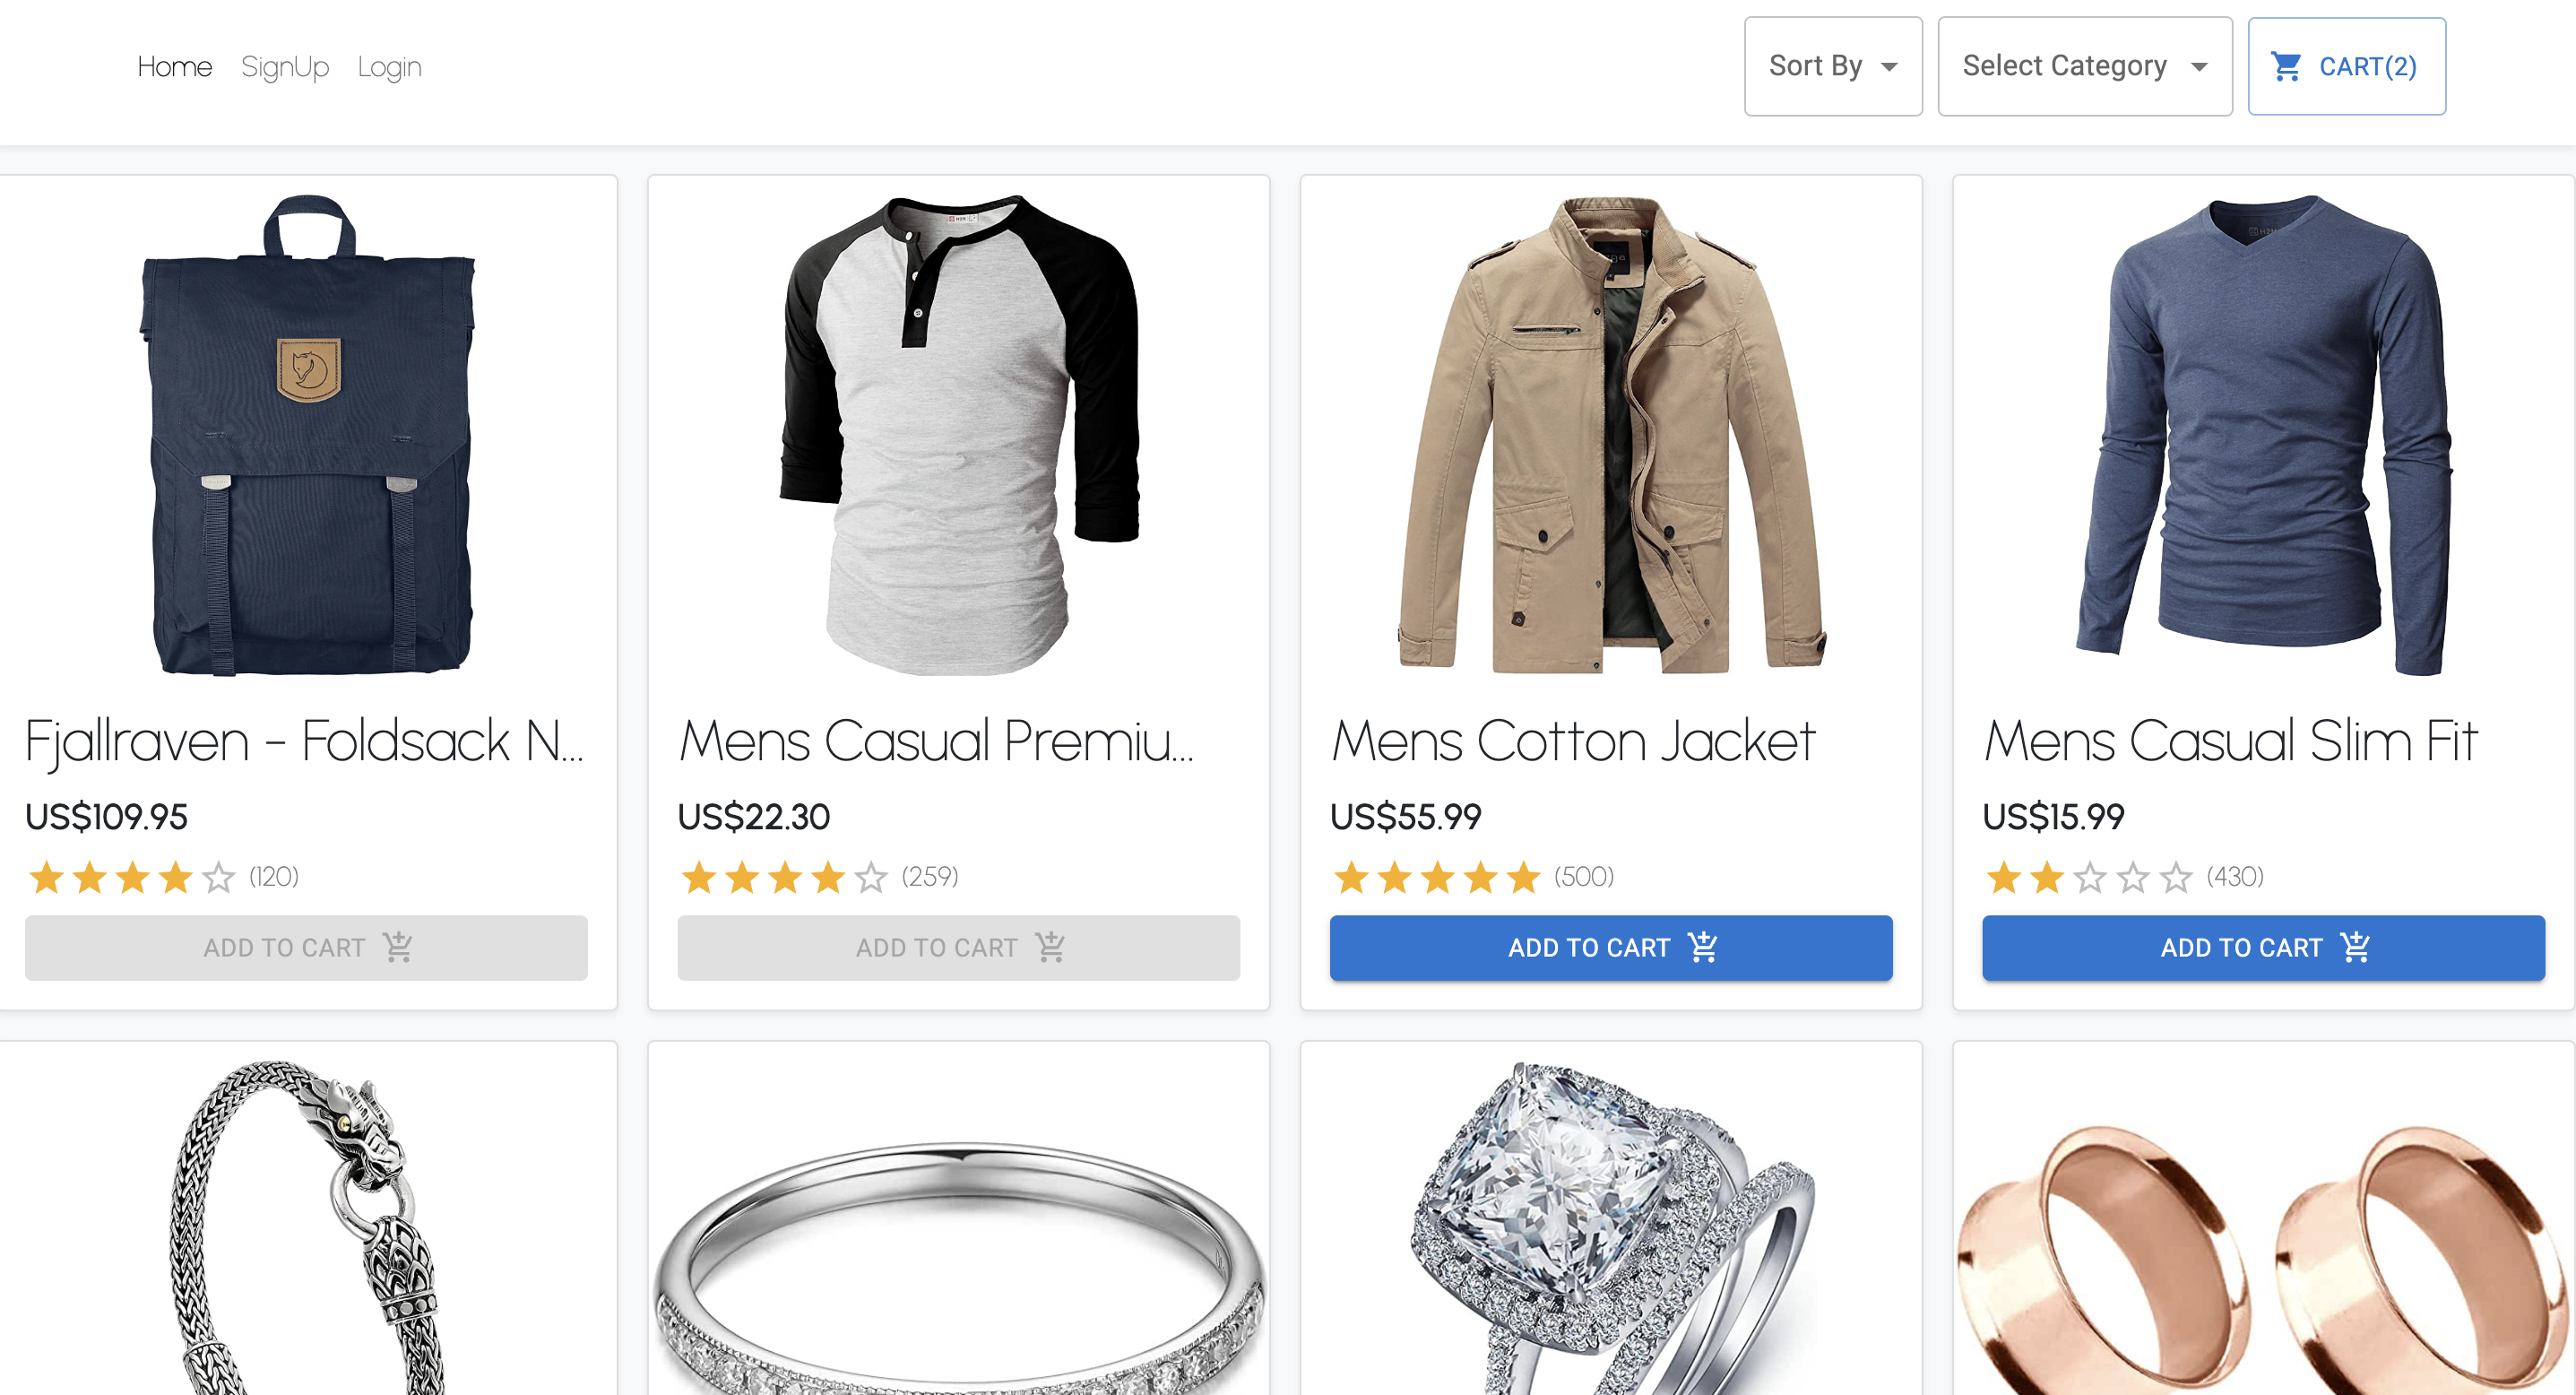 Home SignUp Login Sort By Select Category CART(2)
Fjallraven - Foldsack N...
US$109.95
(120)
ADD TO CART
Mens Casual Premiu...
US$22.30
(259)
ADD TO CART
Mens Cotton Jacket
US$55.99
(500)
ADD TO CART
Mens Casual Slim Fit
US$15.99
(430)
ADD TO CART